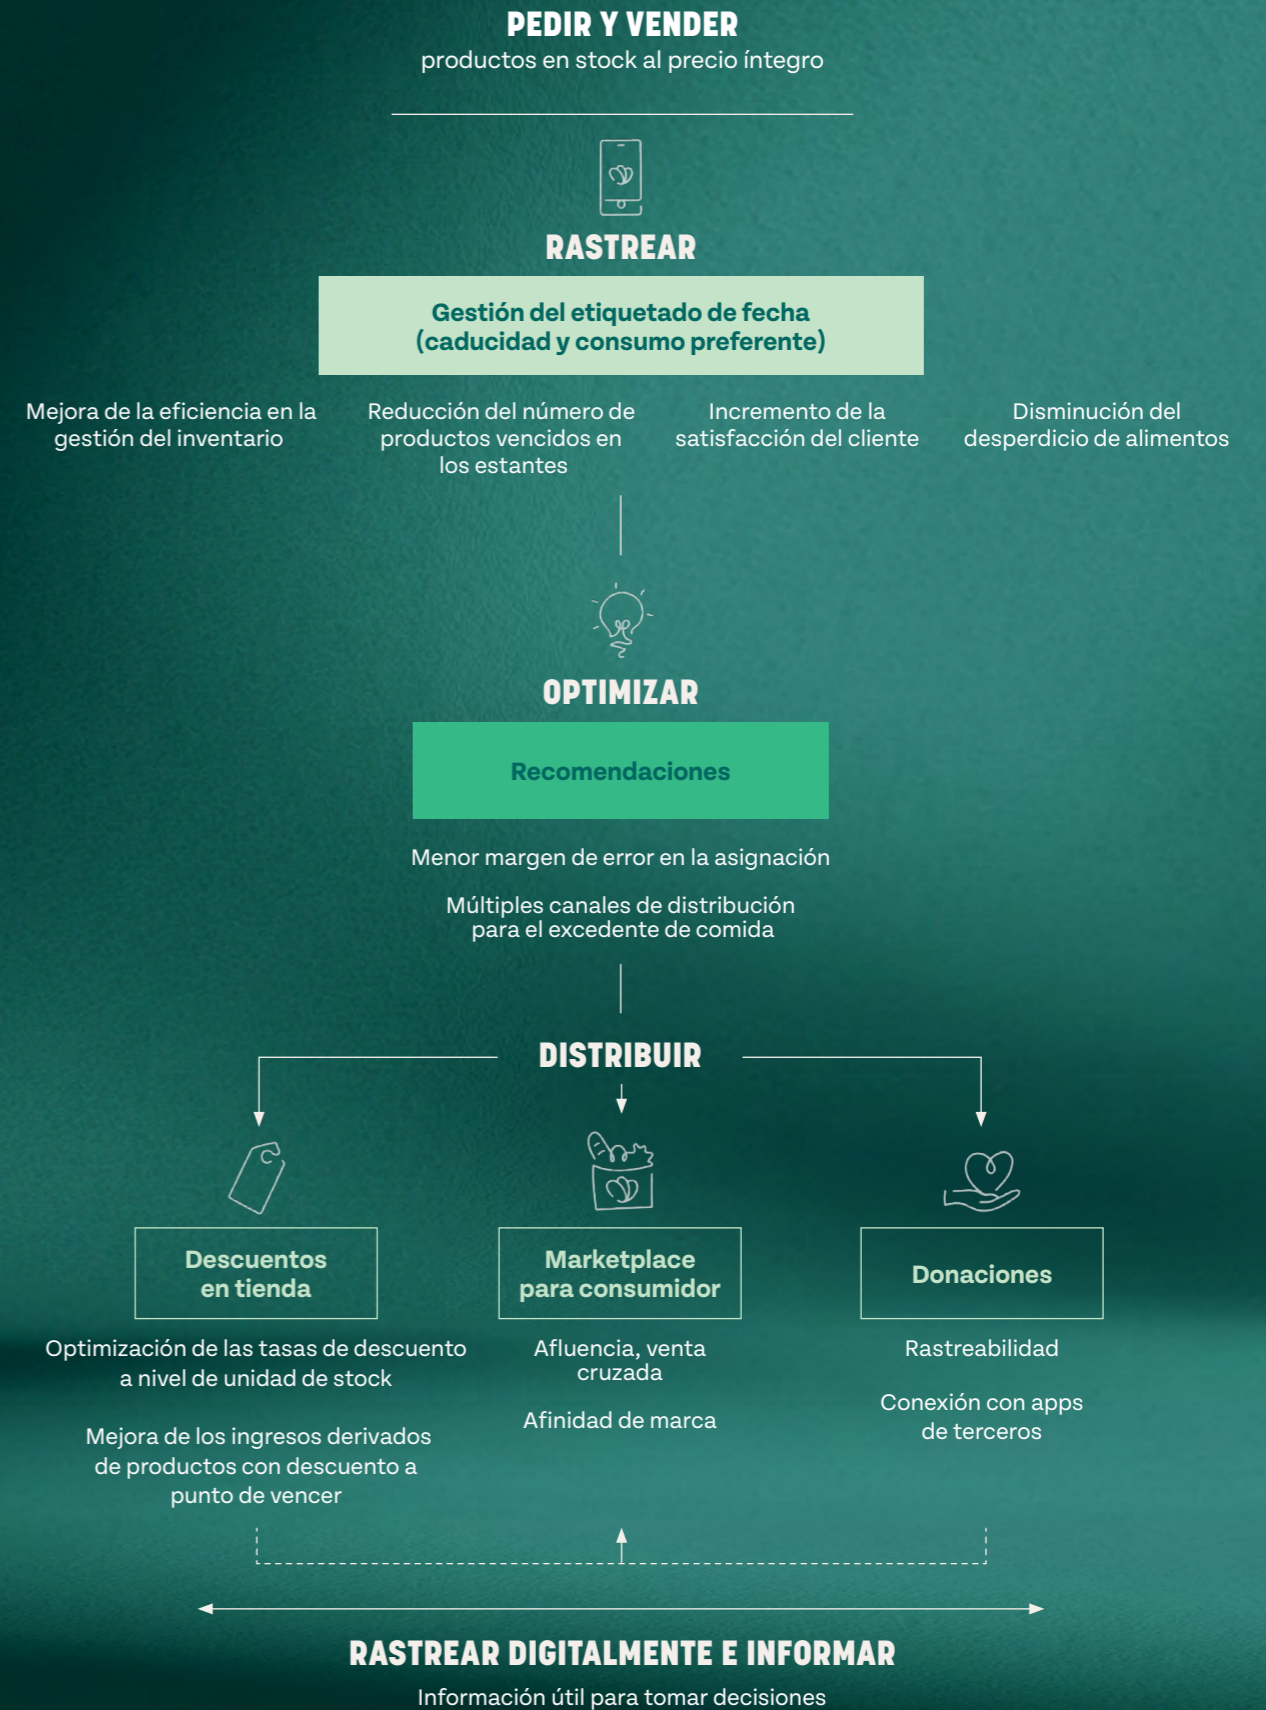 PEDIR Y VENDER
productos en stock al precio íntegro
RASTREAR
Gestión del etiquetado de fecha
(caducidad y consumo preferente)
Mejora de la eficiencia en la
gestión del inventario
Reducción del número de
productos vencidos en
los estantes
Incremento de la
satisfacción del cliente
Disminución del
desperdicio de alimentos
OPTIMIZAR
Recomendaciones
Menor margen de error en la asignación
Múltiples canales de distribución
para el excedente de comida
DISTRIBUIR
Descuentos
en tienda
Optimización de las tasas de descuento
a nivel de unidad de stock
Mejora de los ingresos derivados
de productos con descuento a
punto de vencer
Marketplace
para consumidor
Afluencia, venta
cruzada
Afinidad de marca
Donaciones
Rastreabilidad
Conexión con apps
de terceros
RASTREAR DIGITALMENTE E INFORMAR
Información útil para tomar decisiones